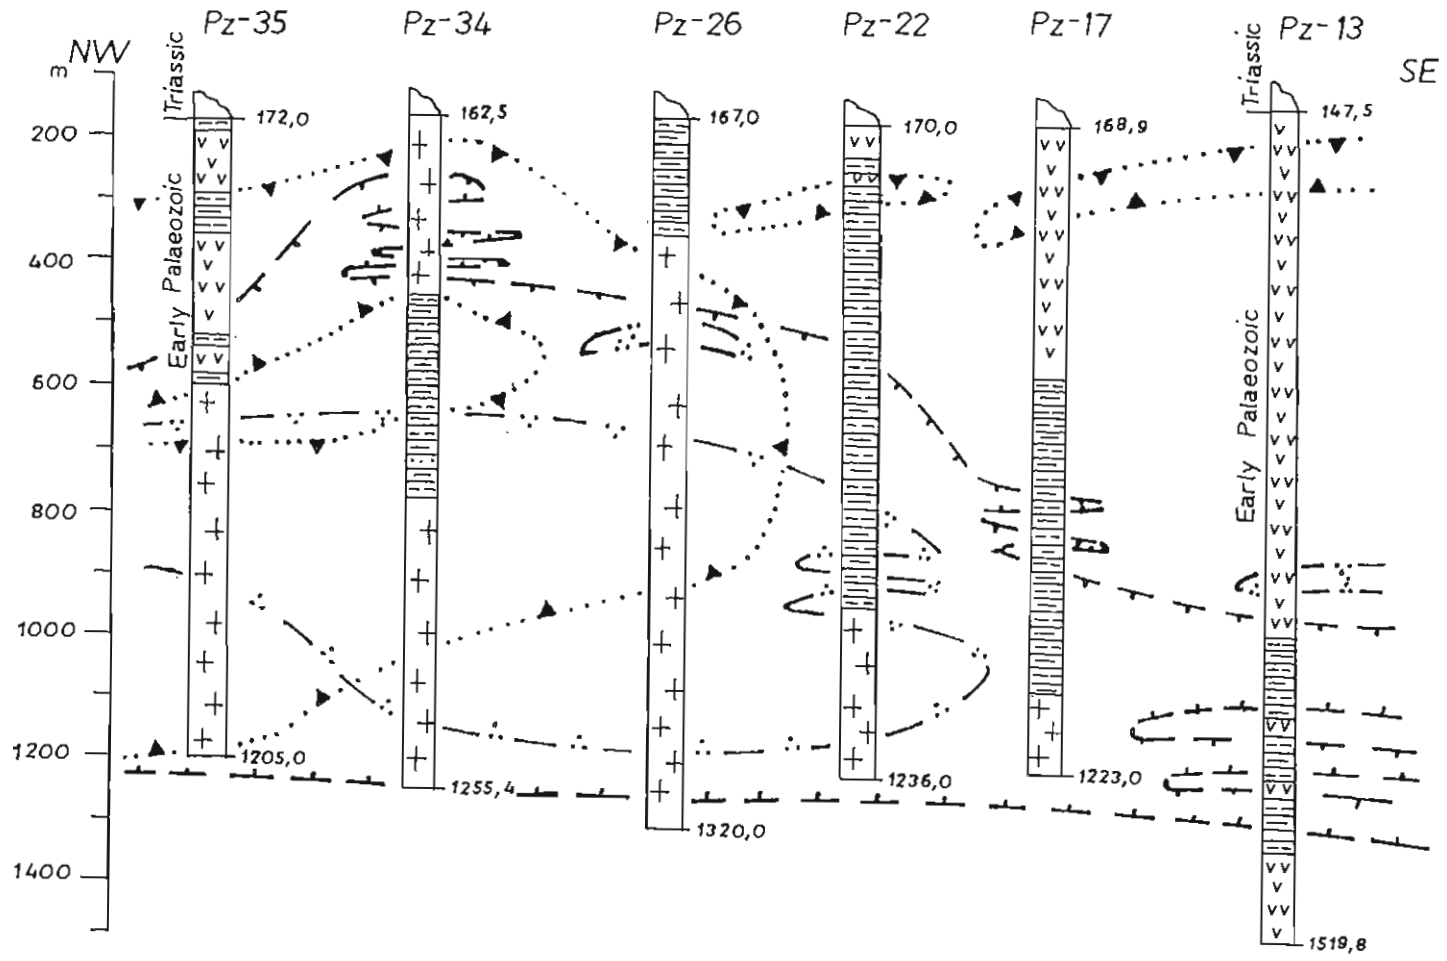 Pz-35
Pz-34
Pz-26
Pz-22
Pz-17
Pz-13
NW
SE
m
Triassic
Triassic
172,0
162,5
167,0
170,0
168,9
147,5
200
400
600
800
1000
1200
1400
Early Palaeozoic
Early Palaeozoic
1205,0
1255,4
1320,0
1236,0
1223,0
1519,8